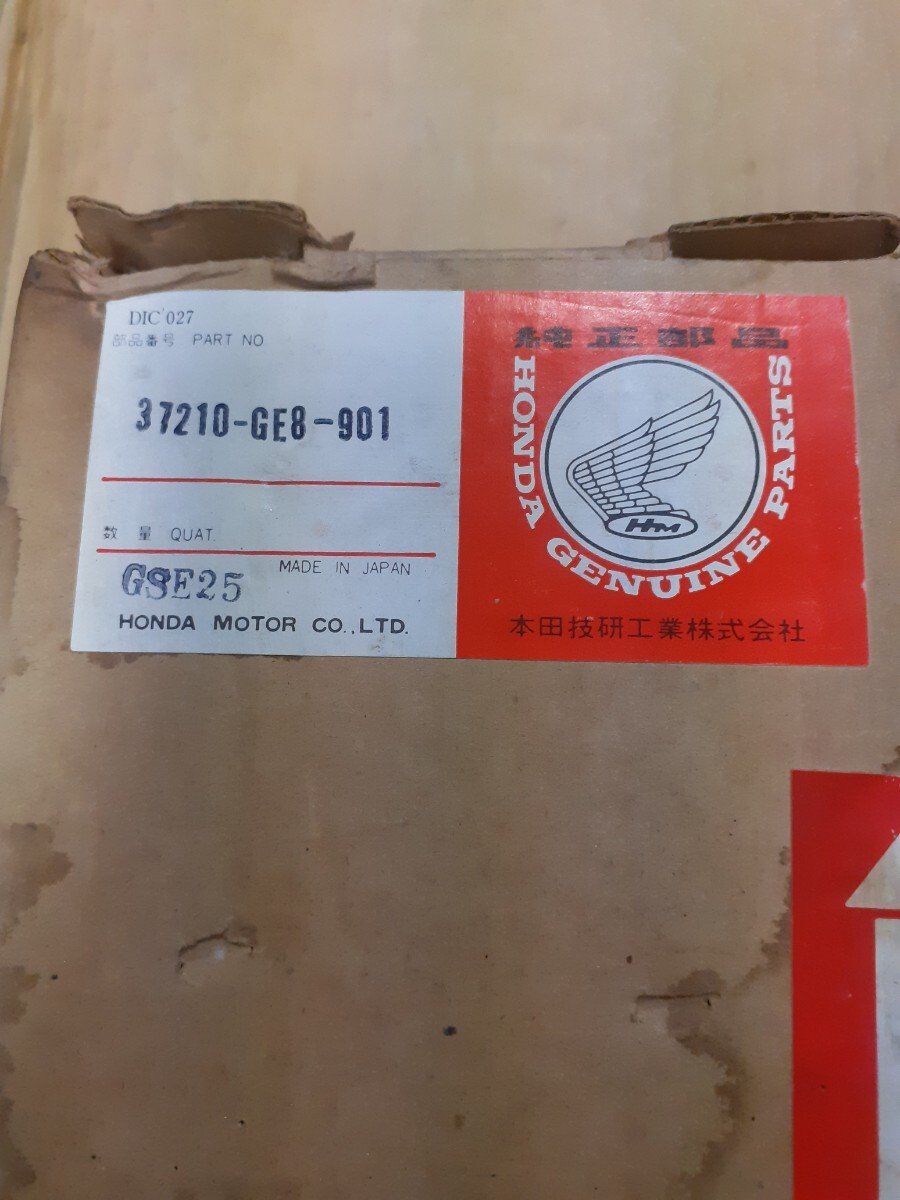 DIC'027
部品番号 PART NO
37210-GE8-901
数量 QUAT.
GSE25
MADE IN JAPAN
HONDA MOTOR CO.,LTD.
純正部品
HONDA GENUINE PARTS
HM
本田技研工業株式会社